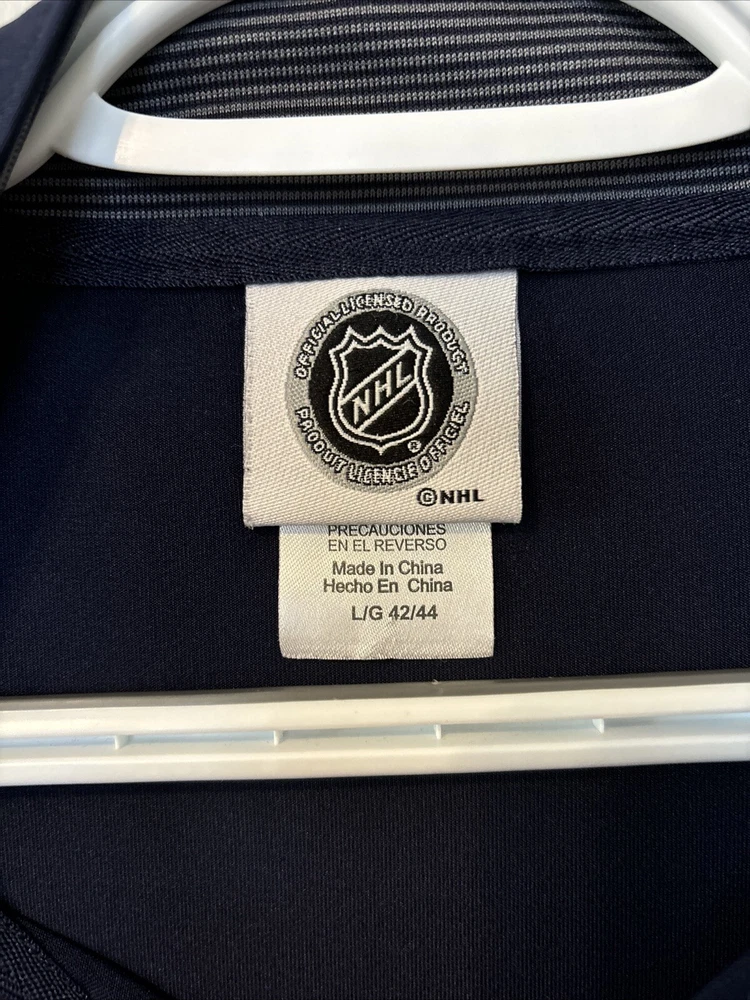 OFFICIAL LICENSED PRODUCT
NHL
®
PRODUIT LICENCIÉ OFFICIEL
©NHL
PRECAUCIONES
EN EL REVERSO
Made In China
Hecho En China
L/G 42/44